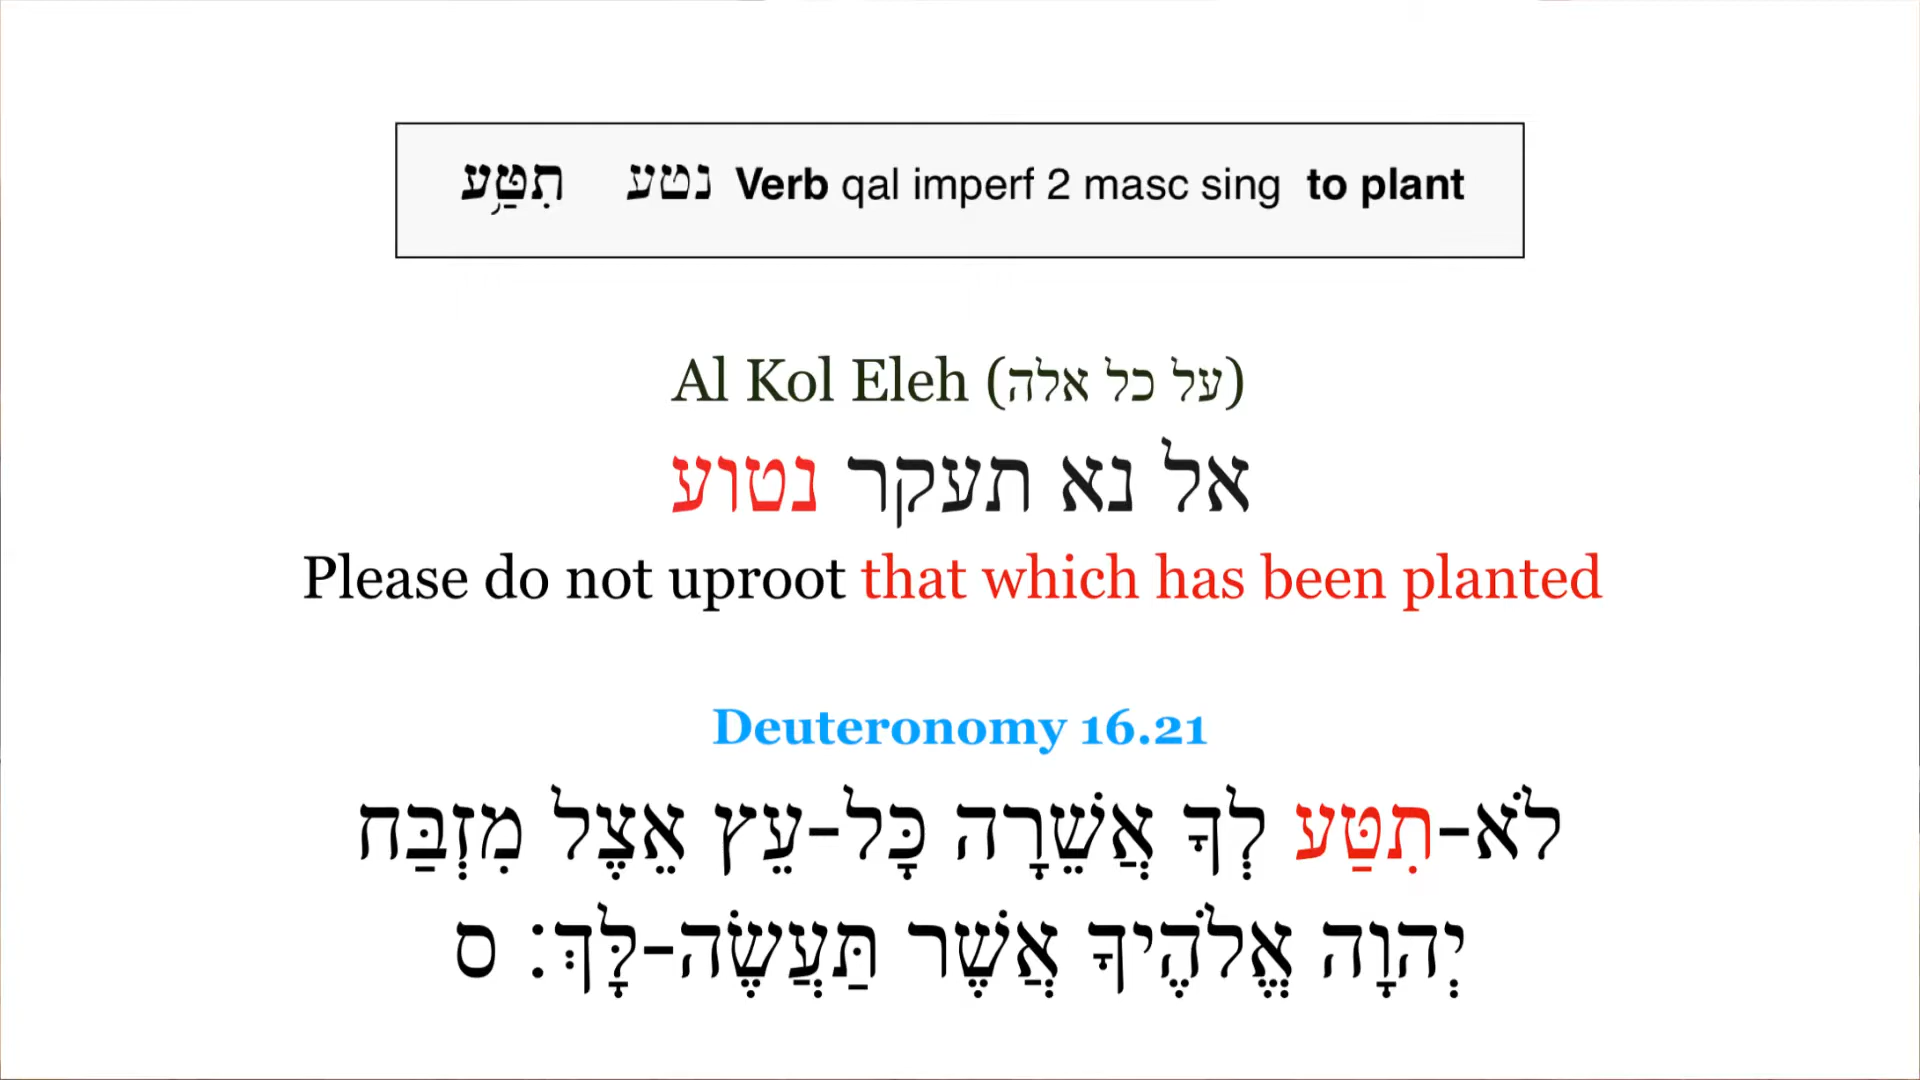 תִטַּ֥ע נטע Verb qal imperf 2 masc sing to plant
Al Kol Eleh (על כל אלה)
אל נא תעקר נטוע
Please do not uproot that which has been planted
Deuteronomy 16.21
לֹא-תִטַּע לְךָ אֲשֵׁרָה כָּל-עֵץ אֵצֶל מִזְבַּח
יְהוָה אֱלֹהֶיךָ אֲשֶׁר תַּעֲשֶׂה-לָּךְ׃ ס